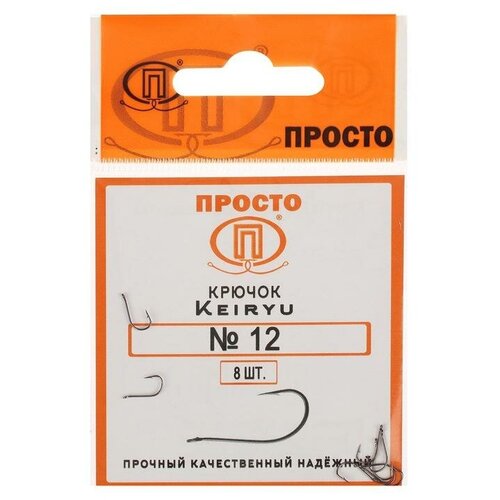 П
®
ПРОСТО
ПРОСТО
П
®
КРЮЧОК
KEIRYU
№ 12
8 ШТ.
ПРОЧНЫЙ КАЧЕСТВЕННЫЙ НАДЁЖНЫЙ